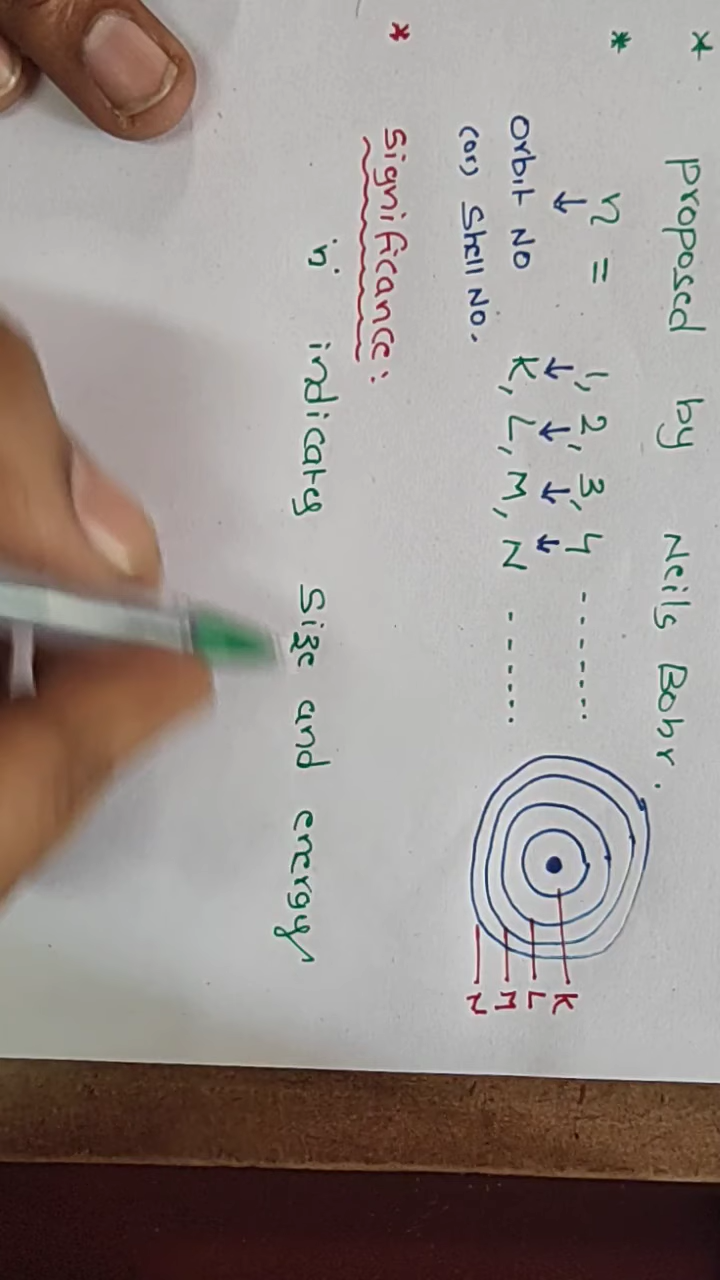 * Proposed by Neils Bohr.
* n = 1, 2, 3, 4 -------
↓ ↓ ↓ ↓ ↓
Orbit No K, L, M, N -------
(or) Shell No.
K
L
M
N
* Significance:
'n' indicates Size and energy